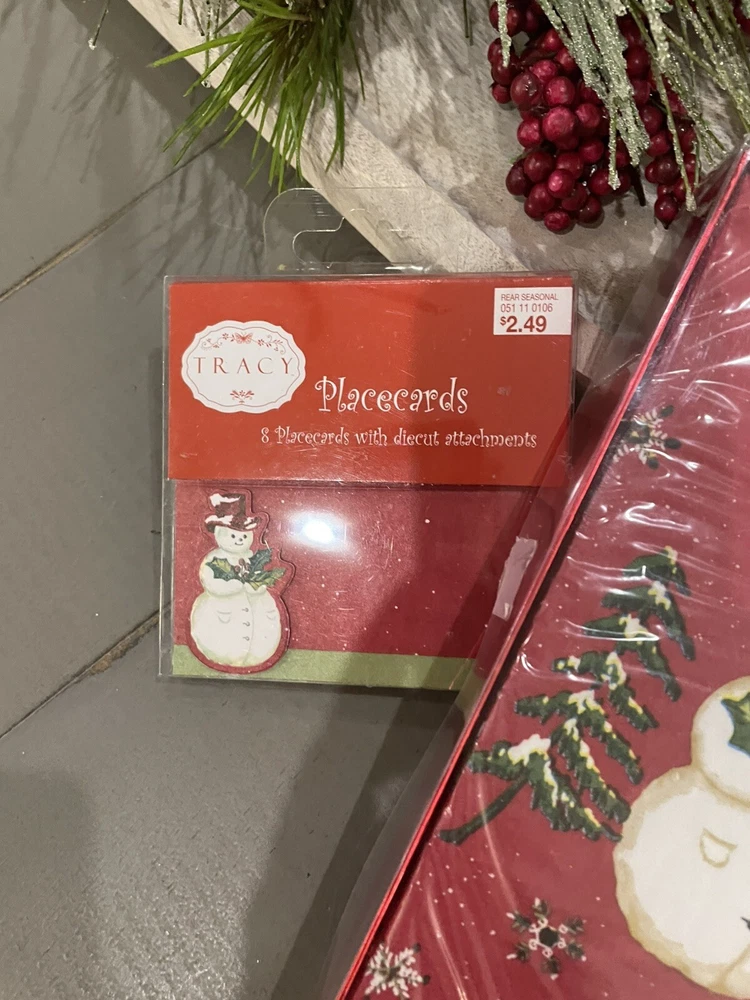 REAR SEASONAL
051 11 0106
$2.49
TRACY
Placecards
8 Placecards with diecut attachments